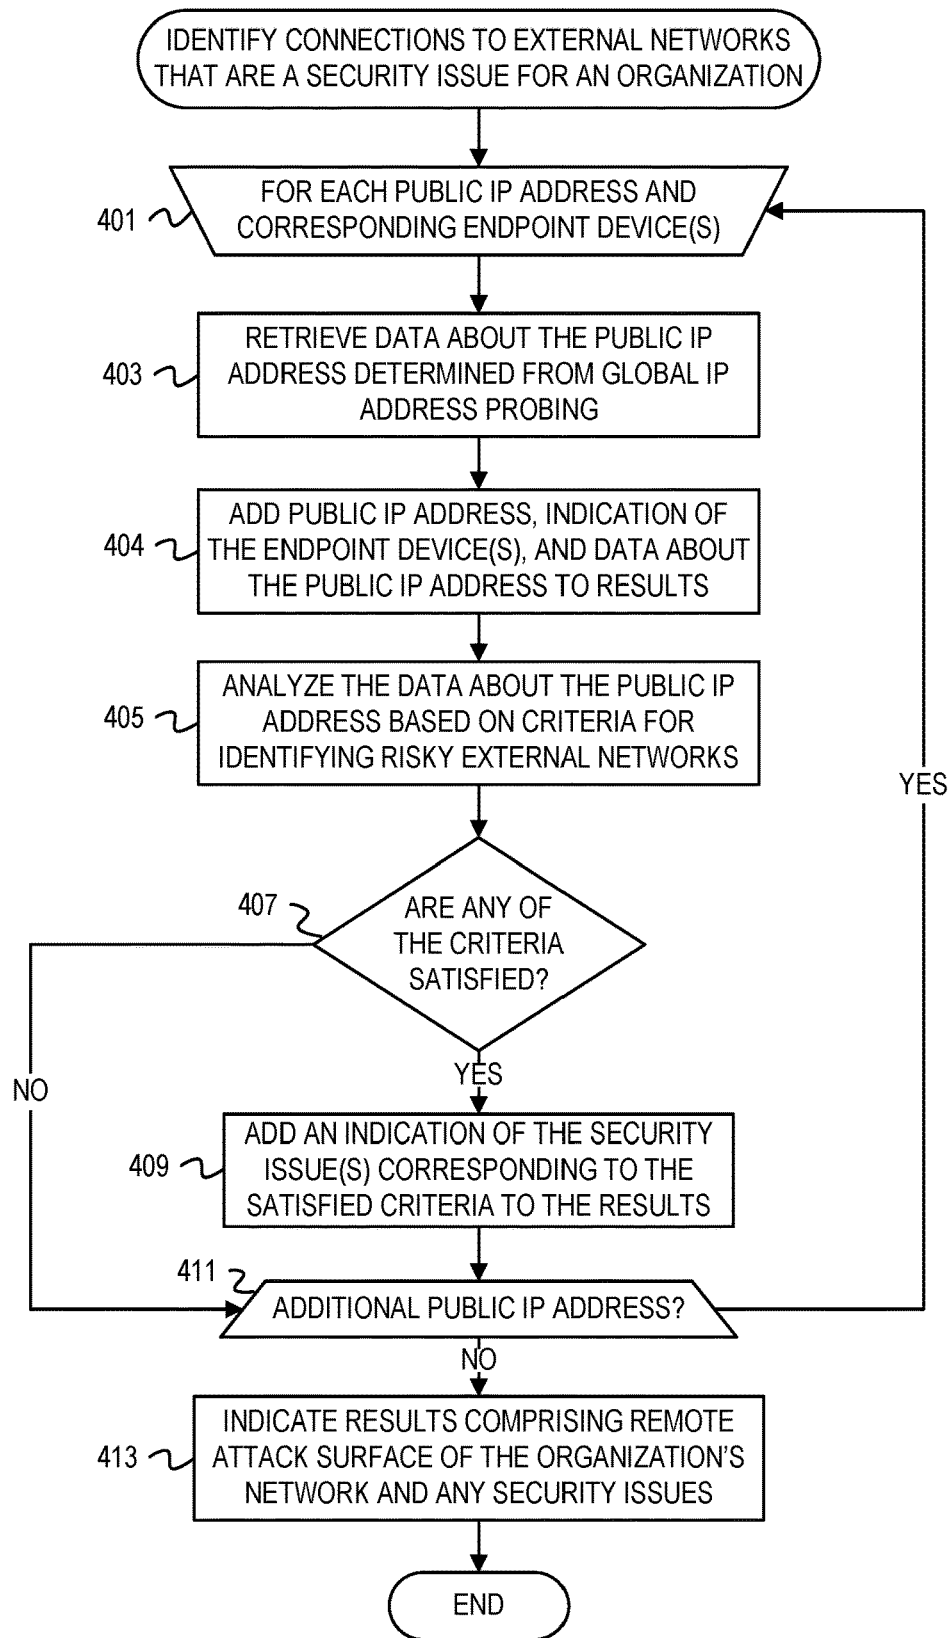 IDENTIFY CONNECTIONS TO EXTERNAL NETWORKS
THAT ARE A SECURITY ISSUE FOR AN ORGANIZATION
401
FOR EACH PUBLIC IP ADDRESS AND
CORRESPONDING ENDPOINT DEVICE(S)
403
RETRIEVE DATA ABOUT THE PUBLIC IP
ADDRESS DETERMINED FROM GLOBAL IP
ADDRESS PROBING
404
ADD PUBLIC IP ADDRESS, INDICATION OF
THE ENDPOINT DEVICE(S), AND DATA ABOUT
THE PUBLIC IP ADDRESS TO RESULTS
405
ANALYZE THE DATA ABOUT THE PUBLIC IP
ADDRESS BASED ON CRITERIA FOR
IDENTIFYING RISKY EXTERNAL NETWORKS
YES
407
ARE ANY OF
THE CRITERIA
SATISFIED?
YES
NO
409
ADD AN INDICATION OF THE SECURITY
ISSUE(S) CORRESPONDING TO THE
SATISFIED CRITERIA TO THE RESULTS
411
ADDITIONAL PUBLIC IP ADDRESS?
NO
413
INDICATE RESULTS COMPRISING REMOTE
ATTACK SURFACE OF THE ORGANIZATION'S
NETWORK AND ANY SECURITY ISSUES
END